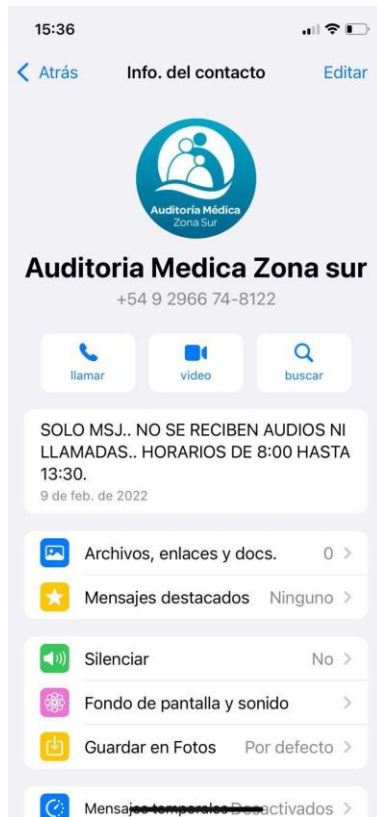 15:36
Atrás Info. del contacto Editar
Auditoría Médica
Zona Sur
Auditoria Medica Zona sur
+54 9 2966 74-8122
llamar video buscar
SOLO MSJ.. NO SE RECIBEN AUDIOS NI
LLAMADAS.. HORARIOS DE 8:00 HASTA
13:30.
9 de feb. de 2022
Archivos, enlaces y docs. 0
Mensajes destacados Ninguno
Silenciar No
Fondo de pantalla y sonido
Guardar en Fotos Por defecto
Mensajes temporales Desactivados